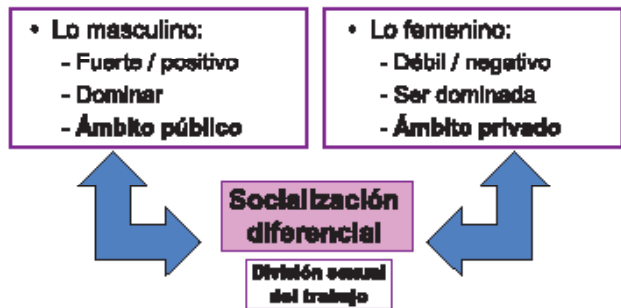 • Lo masculino:
- Fuerte / positivo
- Dominar
- Ámbito público
• Lo femenino:
- Débil / negativo
- Ser dominada
- Ámbito privado
Socialización
diferencial
División sexual
del trabajo